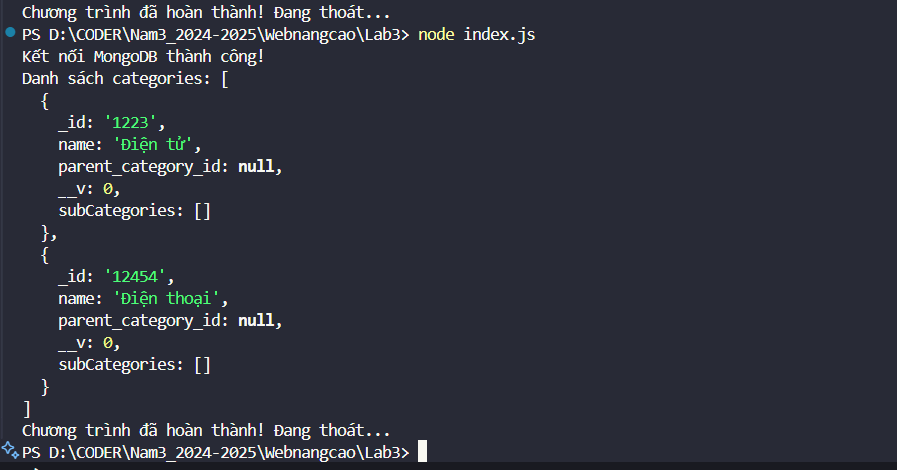 Chương trình đã hoàn thành! Đang thoát...
PS D:\CODER\Nam3_2024-2025\Webnangcao\Lab3> node index.js
Kết nối MongoDB thành công!
Danh sách categories: [
  {
    _id: '1223',
    name: 'Điện tử',
    parent_category_id: null,
    __v: 0,
    subCategories: []
  },
  {
    _id: '12454',
    name: 'Điện thoại',
    parent_category_id: null,
    __v: 0,
    subCategories: []
  }
]
Chương trình đã hoàn thành! Đang thoát...
PS D:\CODER\Nam3_2024-2025\Webnangcao\Lab3>